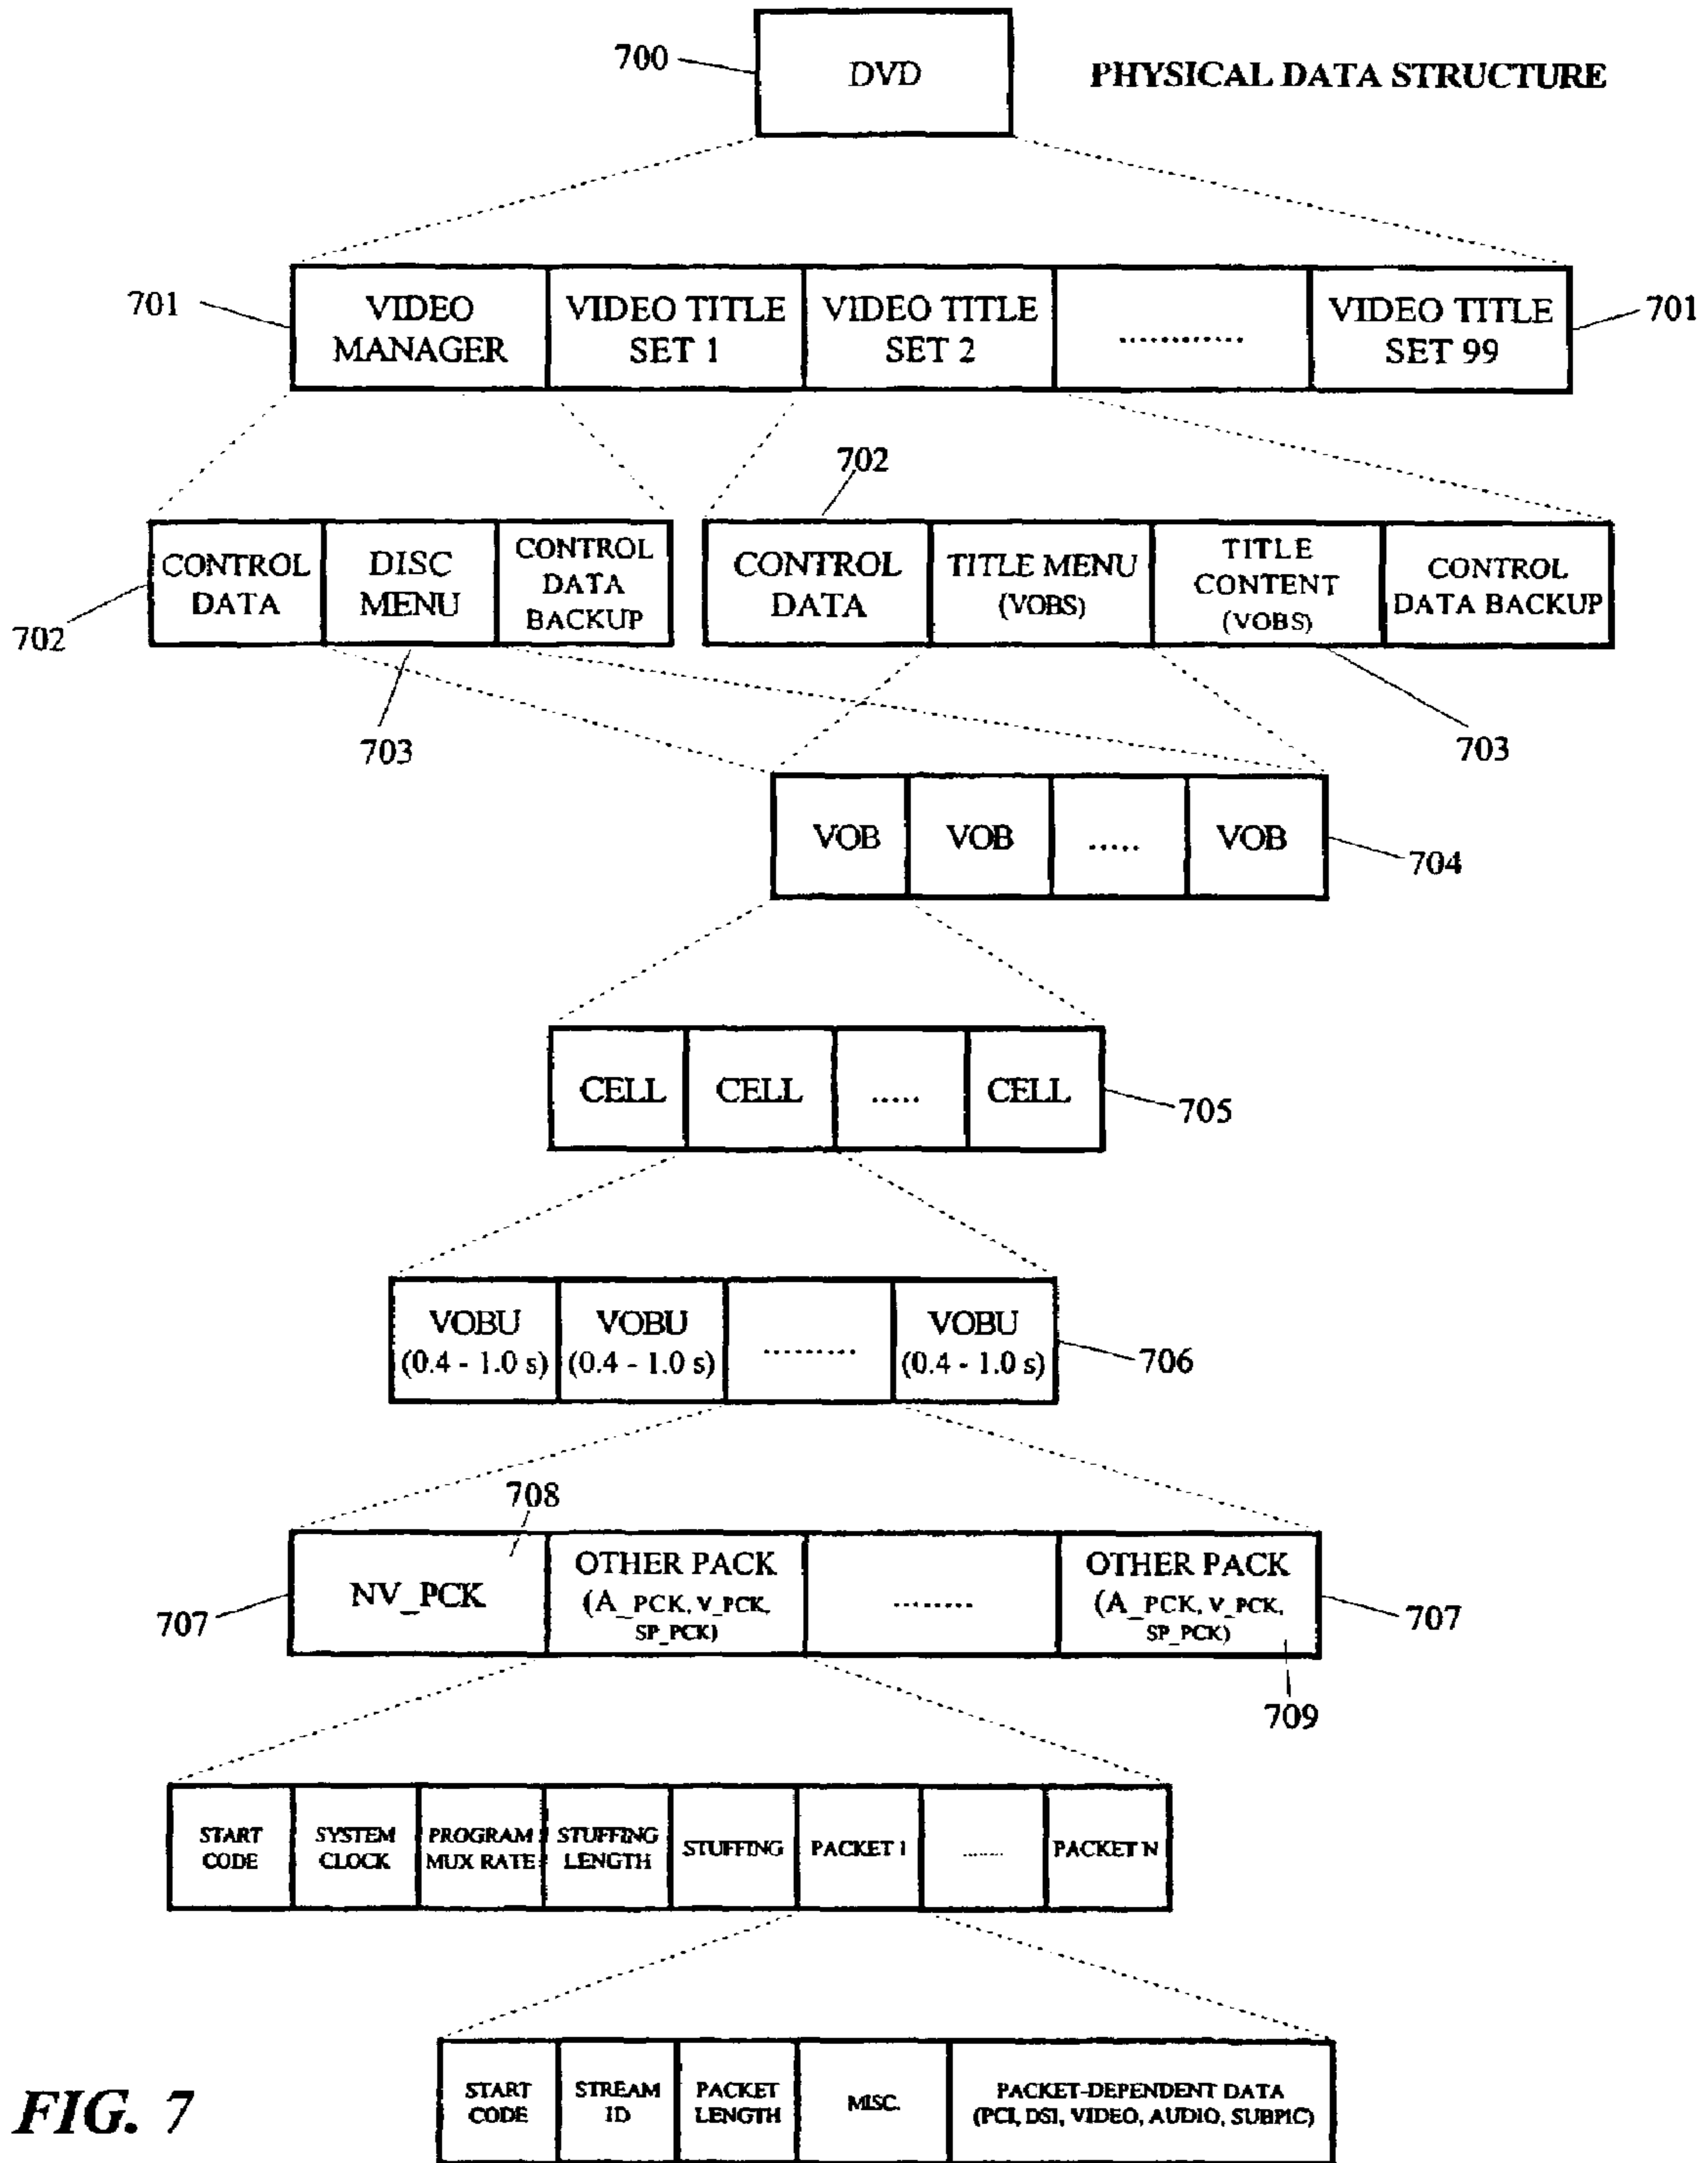 700
DVD
PHYSICAL DATA STRUCTURE
701
VIDEO
MANAGER
VIDEO TITLE
SET 1
VIDEO TITLE
SET 2
............
VIDEO TITLE
SET 99
701
702
CONTROL
DATA
DISC
MENU
CONTROL
DATA
BACKUP
702
CONTROL
DATA
TITLE MENU
(VOBS)
TITLE
CONTENT
(VOBS)
CONTROL
DATA BACKUP
703
703
VOB
VOB
.....
VOB
704
CELL
CELL
.....
CELL
705
VOBU
(0.4 - 1.0 s)
VOBU
(0.4 - 1.0 s)
.........
VOBU
(0.4 - 1.0 s)
706
708
707
NV_PCK
OTHER PACK
(A_PCK, V_PCK,
SP_PCK)
........
OTHER PACK
(A_PCK, V_PCK,
SP_PCK)
707
709
START
CODE
SYSTEM
CLOCK
PROGRAM
MUX RATE
STUFFING
LENGTH
STUFFING
PACKET 1
.......
PACKET N
START
CODE
STREAM
ID
PACKET
LENGTH
MISC.
PACKET-DEPENDENT DATA
(PCI, DSI, VIDEO, AUDIO, SUBPIC)
FIG. 7